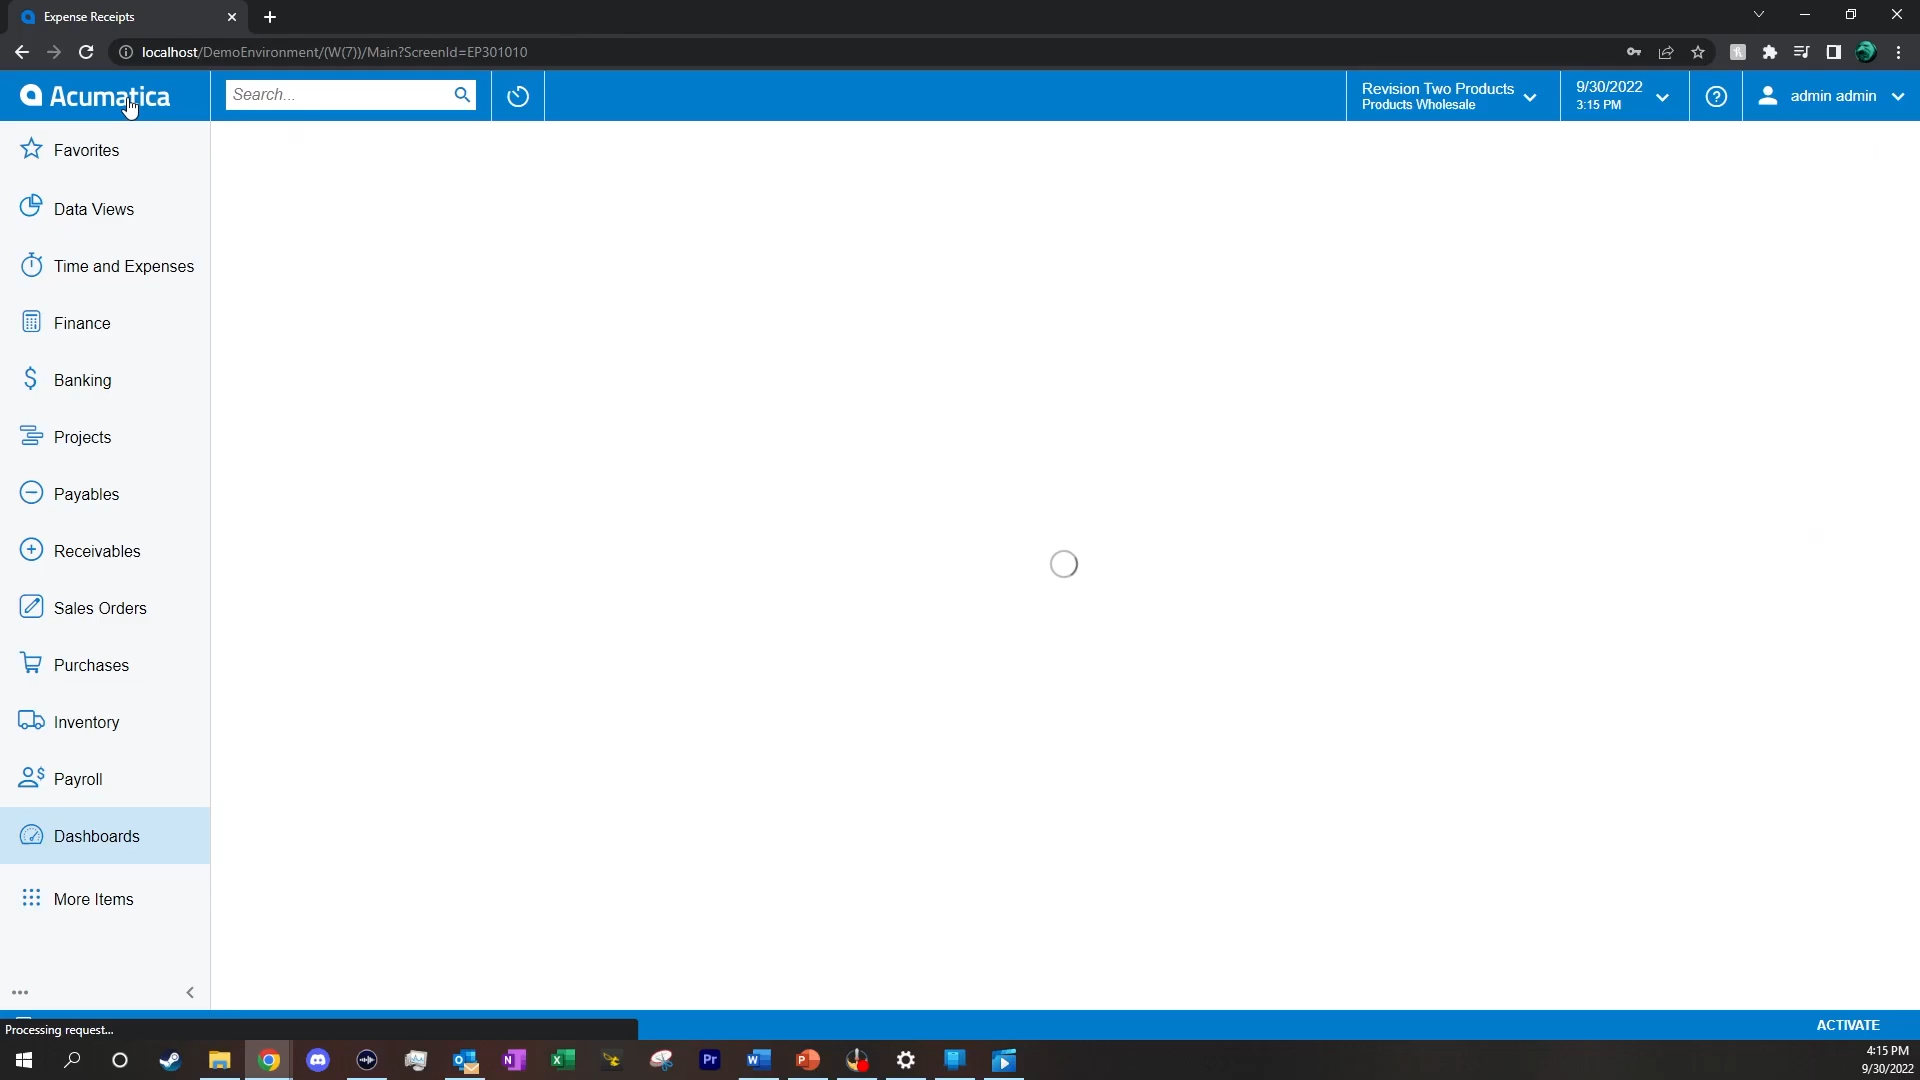 Expense Receipts
localhost/DemoEnvironment/(W(7))/Main?ScreenId=EP301010
Acumatica
Search...
Revision Two Products
Products Wholesale
9/30/2022
3:15 PM
admin admin
Favorites
Data Views
Time and Expenses
Finance
Banking
Projects
Payables
Receivables
Sales Orders
Purchases
Inventory
Payroll
Dashboards
More Items
Processing request...
ACTIVATE
4:15 PM
9/30/2022